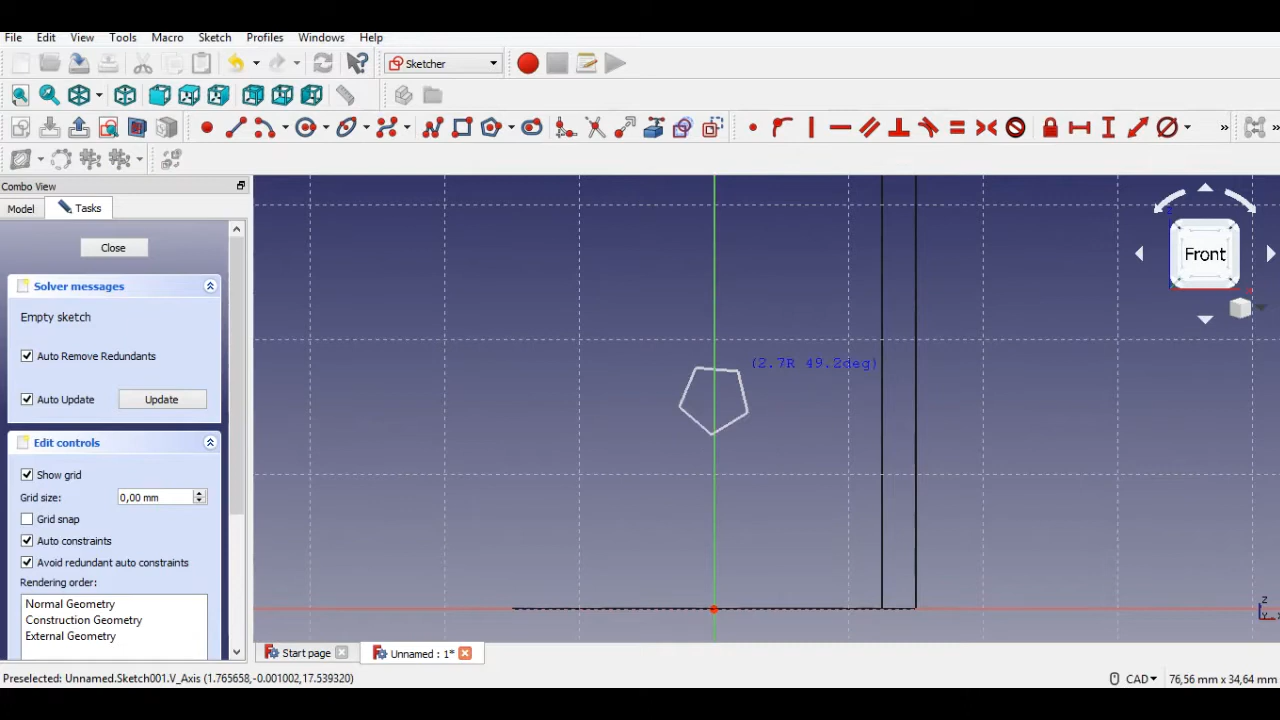 File Edit View Tools Macro Sketch Profiles Windows Help
Sketcher
Combo View
Model Tasks
Close
Solver messages
Empty sketch
Auto Remove Redundants
Auto Update Update
Edit controls
Show grid
Grid size: 0,00 mm
Grid snap
Auto constraints
Avoid redundant auto constraints
Rendering order:
Normal Geometry
Construction Geometry
External Geometry
(2.7R 49.2deg)
Front
Z
Start page
Unnamed : 1*
Preselected: Unnamed.Sketch001.V_Axis (1.765658,-0.001002,17.539320)
CAD
76,56 mm x 34,64 mm